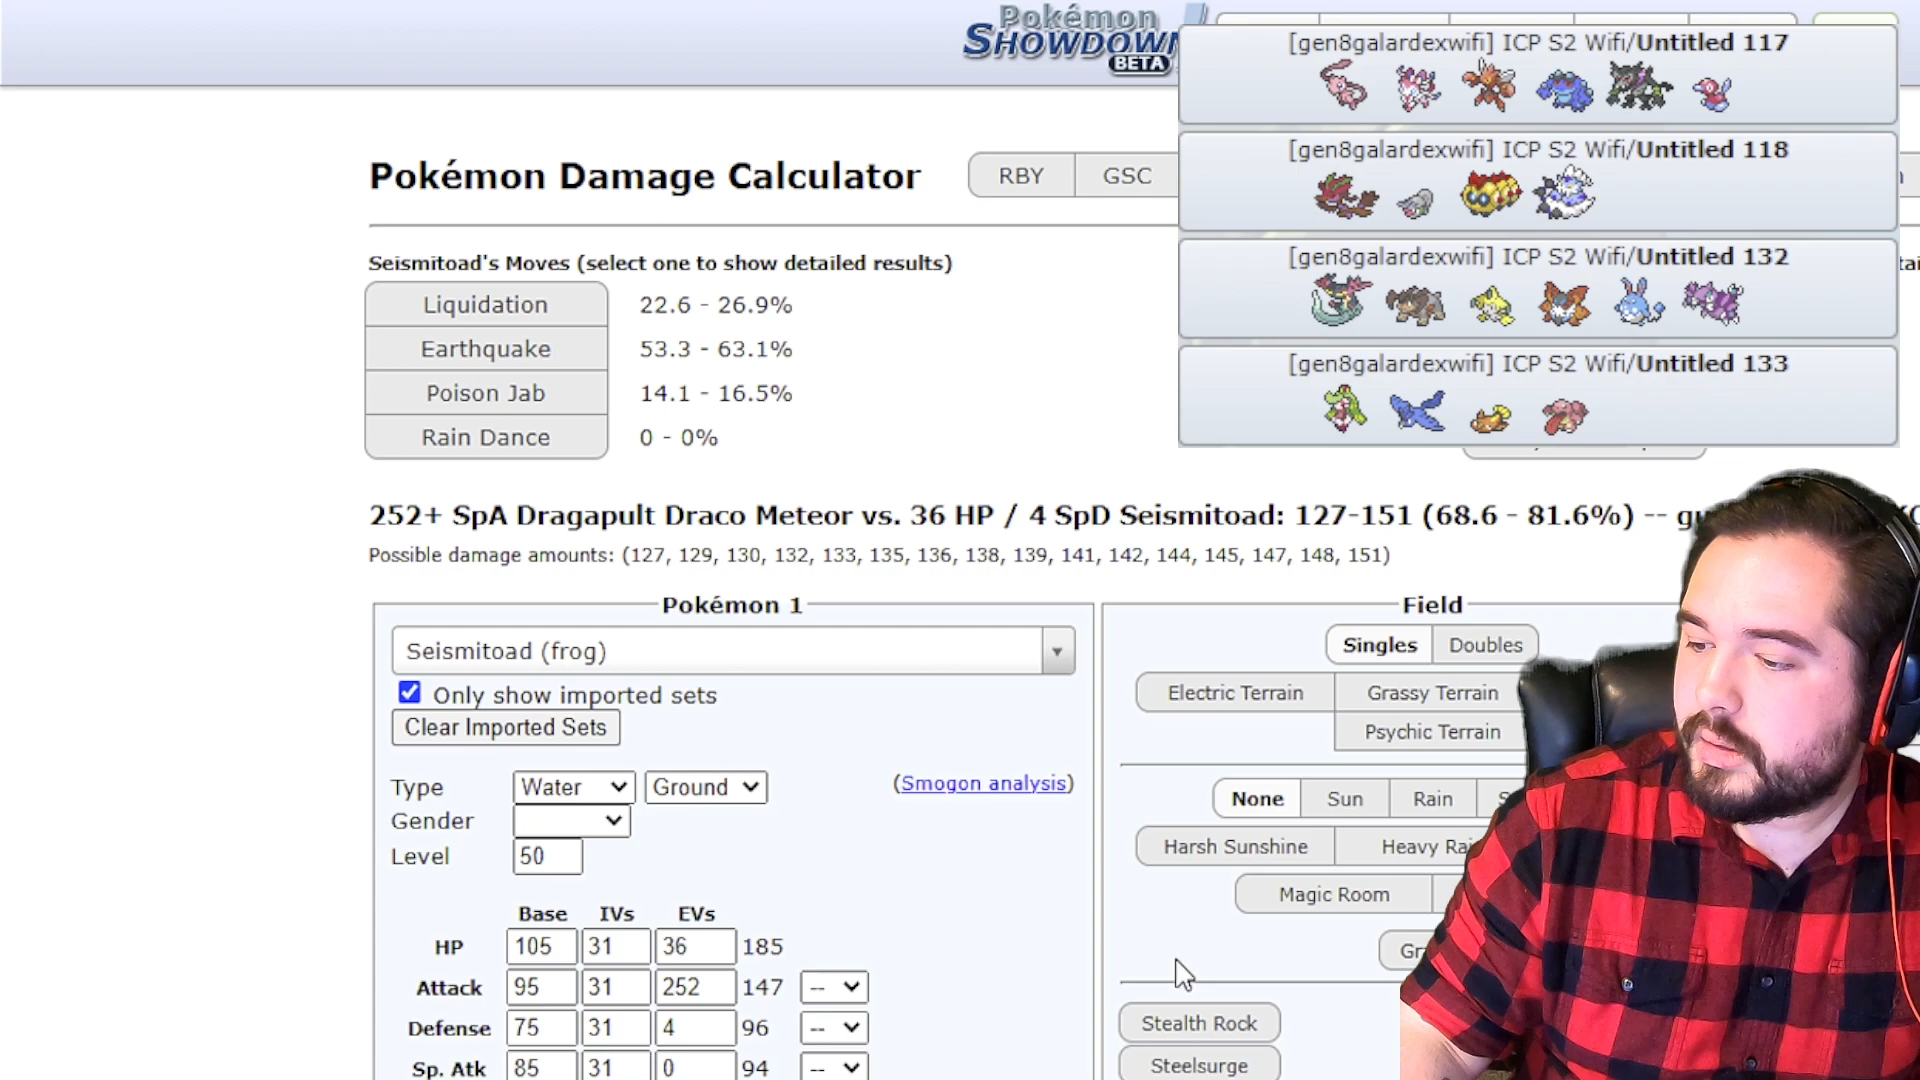 Pokémon
SHOWDOWN
BETA
[gen8galardexwifi] ICP S2 Wifi/Untitled 117
[gen8galardexwifi] ICP S2 Wifi/Untitled 118
[gen8galardexwifi] ICP S2 Wifi/Untitled 132
[gen8galardexwifi] ICP S2 Wifi/Untitled 133
Pokémon Damage Calculator
RBY GSC
Seismitoad's Moves (select one to show detailed results)
Liquidation 22.6 - 26.9%
Earthquake 53.3 - 63.1%
Poison Jab 14.1 - 16.5%
Rain Dance 0 - 0%
252+ SpA Dragapult Draco Meteor vs. 36 HP / 4 SpD Seismitoad: 127-151 (68.6 - 81.6%) --
Possible damage amounts: (127, 129, 130, 132, 133, 135, 136, 138, 139, 141, 142, 144, 145, 147, 148, 151)
Pokémon 1
Seismitoad (frog)
Only show imported sets
Clear Imported Sets
Type Water Ground (Smogon analysis)
Gender
Level 50
Base IVs EVs
HP 105 31 36 185
Attack 95 31 252 147 --
Defense 75 31 4 96 --
Sp. Atk 85 31 0 94 --
Field
Singles Doubles
Electric Terrain Grassy Terrain
Psychic Terrain
None Sun Rain
Harsh Sunshine Heavy
Magic Room
Stealth Rock
Steelsurge